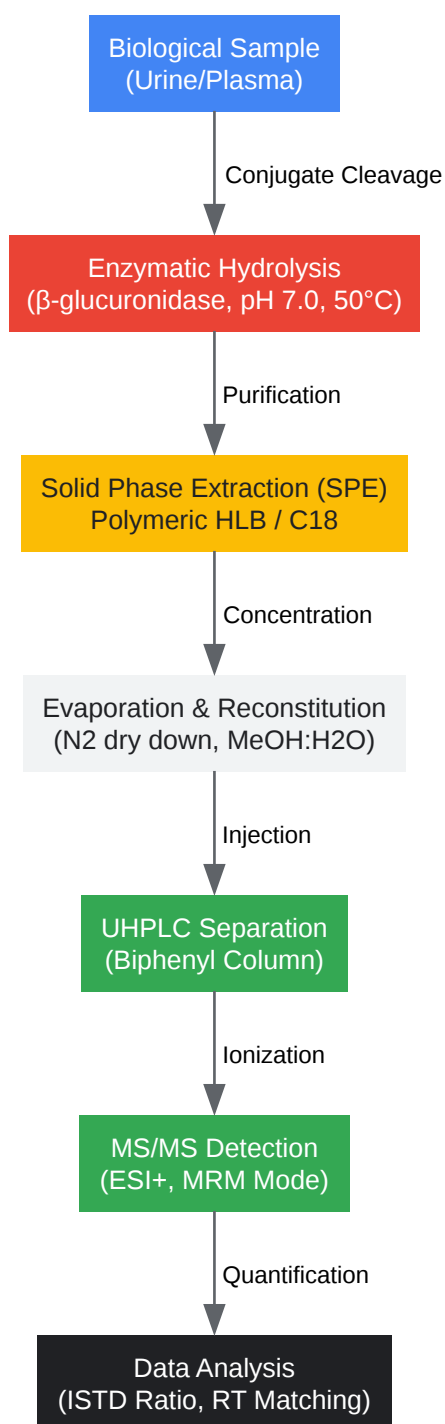 Biological Sample
(Urine/Plasma)
Conjugate Cleavage
Enzymatic Hydrolysis
(β-glucuronidase, pH 7.0, 50°C)
Purification
Solid Phase Extraction (SPE)
Polymeric HLB / C18
Concentration
Evaporation & Reconstitution
(N2 dry down, MeOH:H2O)
Injection
UHPLC Separation
(Biphenyl Column)
Ionization
MS/MS Detection
(ESI+, MRM Mode)
Quantification
Data Analysis
(ISTD Ratio, RT Matching)